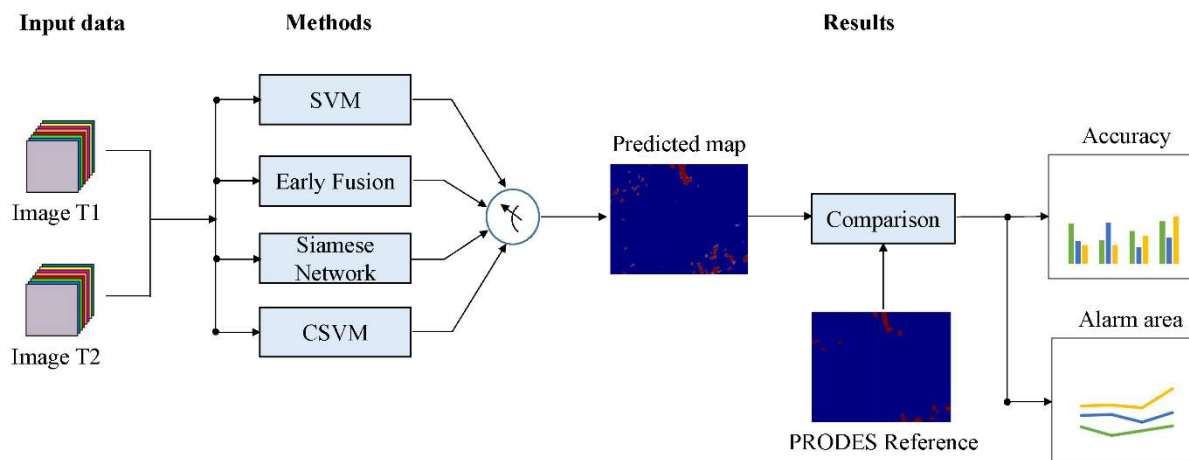 Input data
Methods
Results
Image T1
Image T2
SVM
Early Fusion
Siamese
Network
CSVM
Predicted map
Comparison
PRODES Reference
Accuracy
Alarm area